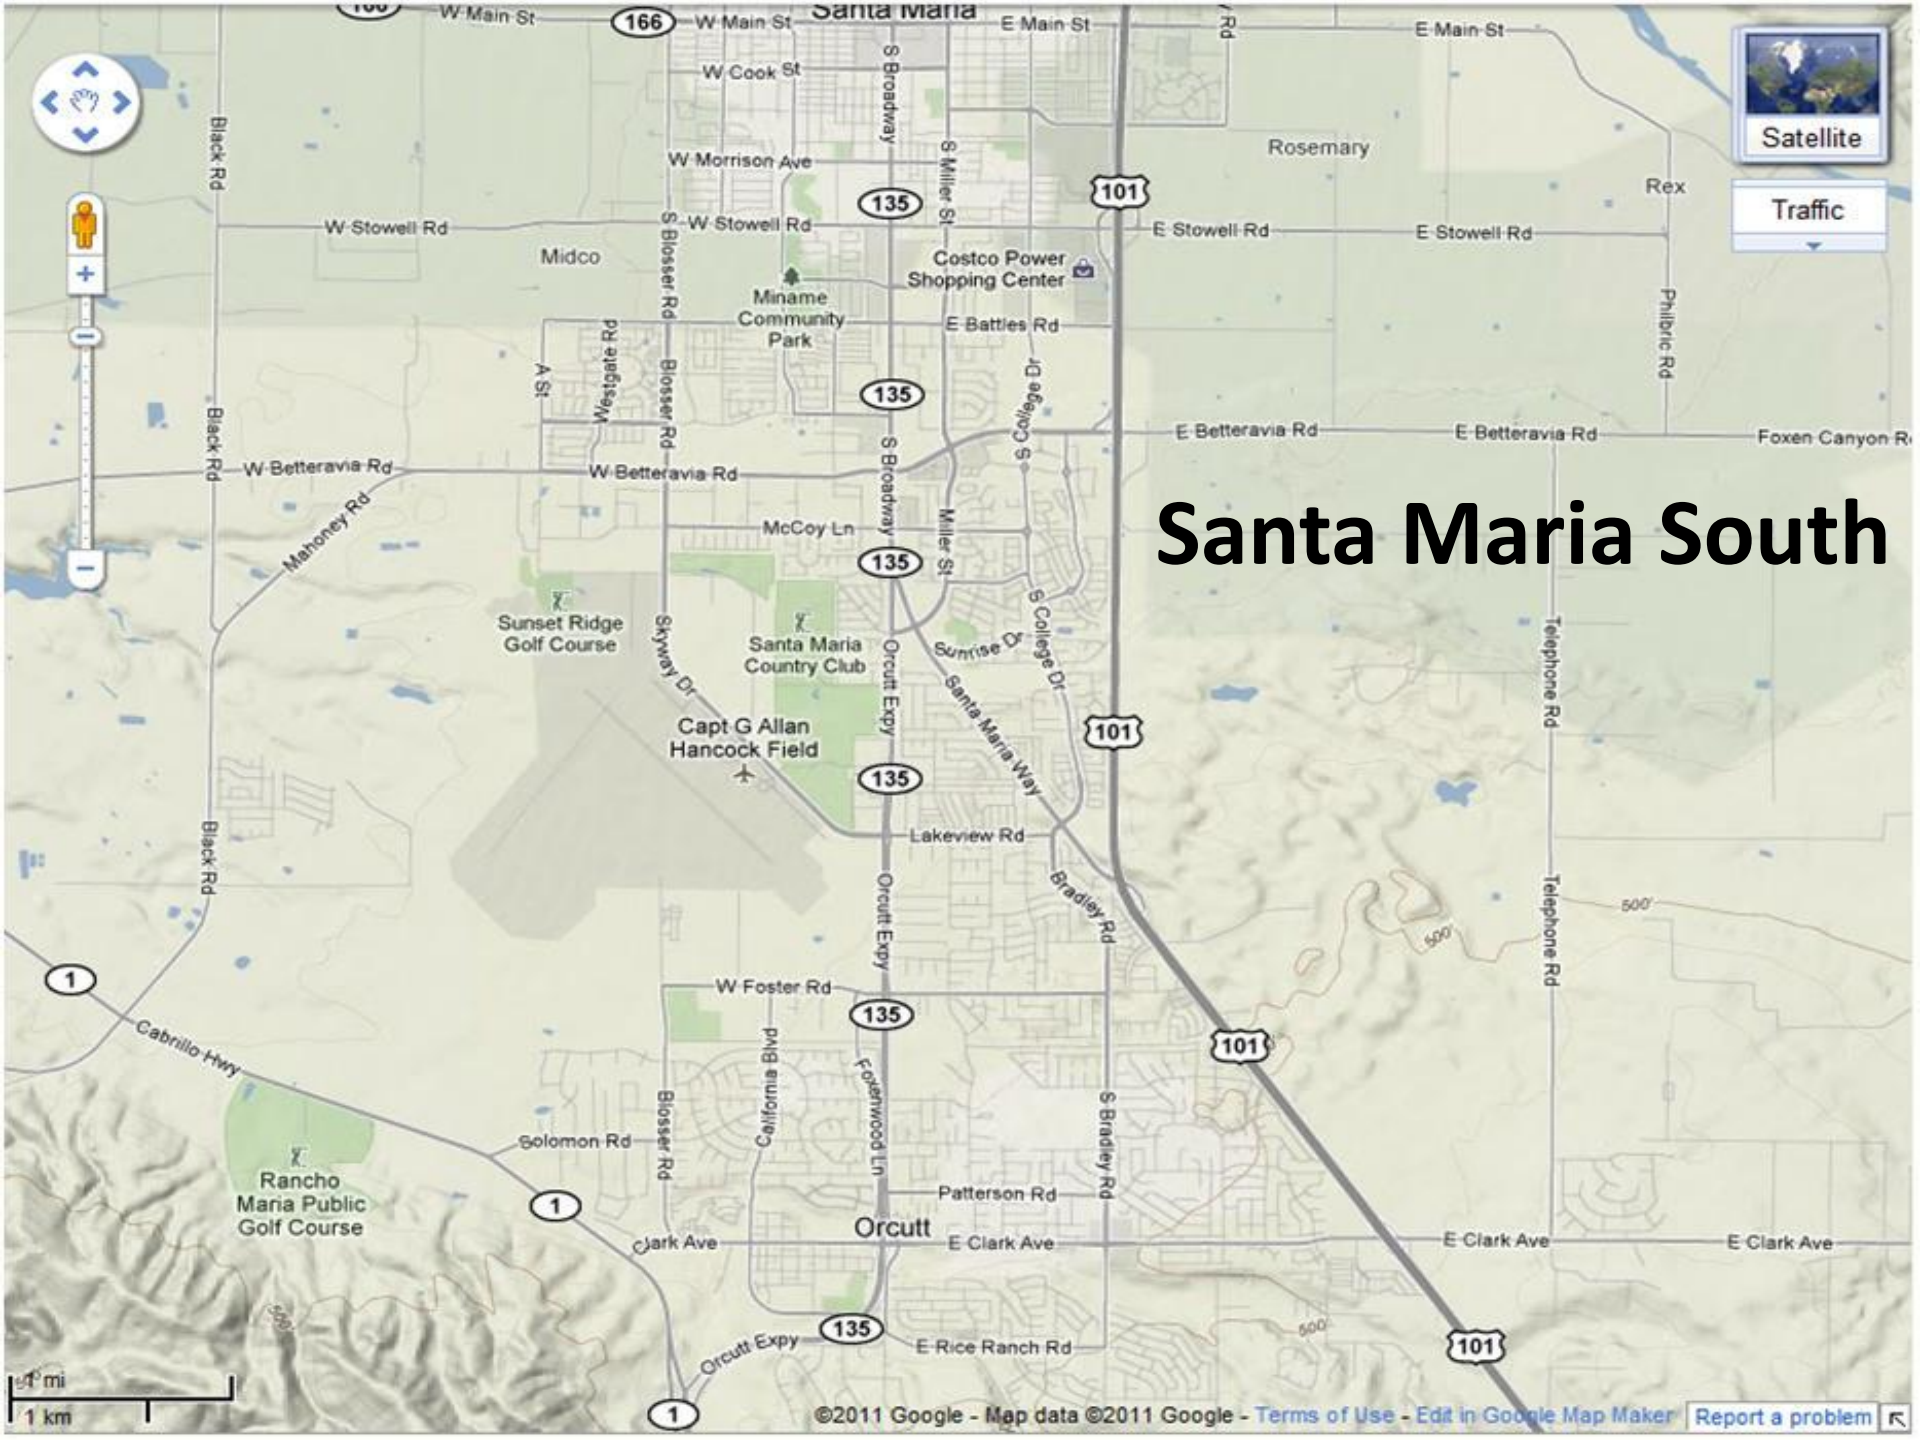 166
W Main St
166
W Main St
Santa Maria
E Main St
E Main St
W Cook St
S Broadway
Black Rd
S Miller St
W Morrison Ave
Rosemary
Satellite
Rex
Traffic
101
135
W Stowell Rd
S Blosser Rd
W Stowell Rd
E Stowell Rd
E Stowell Rd
Midco
Costco Power
Shopping Center
Miname
Community
Park
E Battles Rd
Philbric Rd
A St
Westgate Rd
Blosser Rd
S College Dr
135
Black Rd
S Broadway
E Betteravia Rd
E Betteravia Rd
Foxen Canyon R
W Betteravia Rd
W Betteravia Rd
Mahoney Rd
McCoy Ln
Miller St
Santa Maria South
135
Sunset Ridge
Golf Course
Skyway Dr
Santa Maria
Country Club
Orcutt Expy
Sunrise Dr
S College Dr
Telephone Rd
Santa Maria Way
Capt G Allan
Hancock Field
101
135
Lakeview Rd
Black Rd
Orcutt Expy
Bradley Rd
Telephone Rd
500'
500'
1
W Foster Rd
135
Cabrillo Hwy
101
California Blvd
Foxenwood Ln
Blosser Rd
S Bradley Rd
Solomon Rd
Rancho
Maria Public
Golf Course
1
Patterson Rd
Orcutt
Clark Ave
E Clark Ave
E Clark Ave
E Clark Ave
500'
500'
135
Orcutt Expy
E Rice Ranch Rd
101
1 mi
1 km
1
©2011 Google - Map data ©2011 Google - Terms of Use - Edit in Google Map Maker
Report a problem